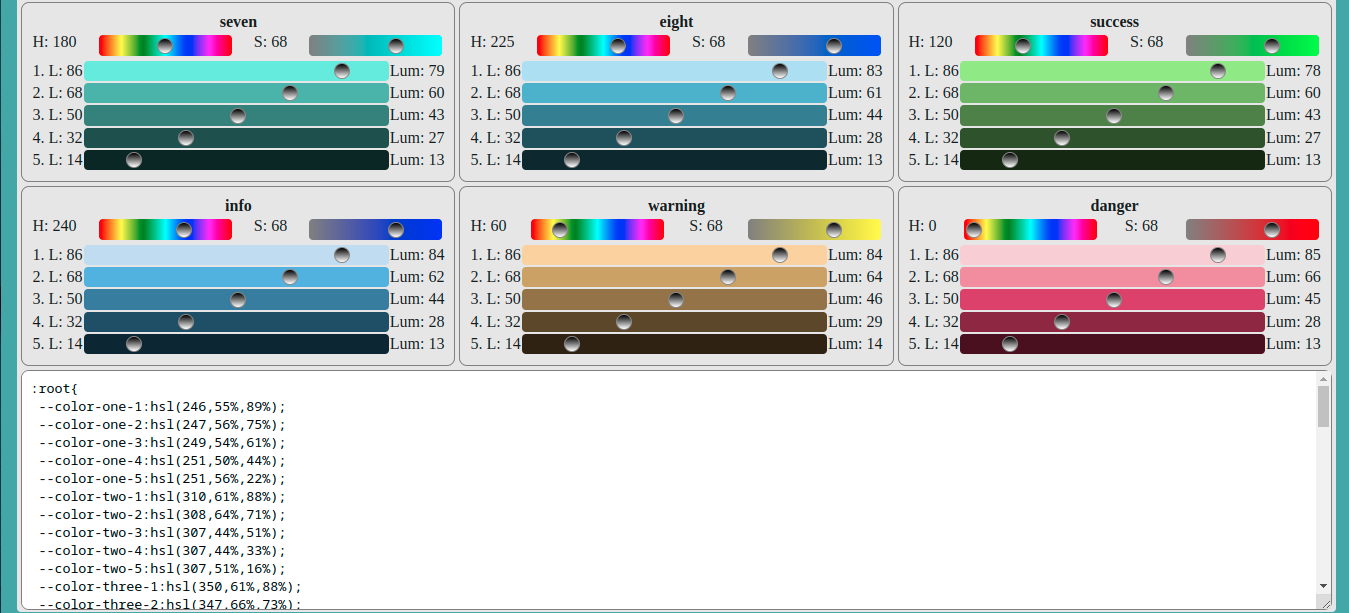 seven
H: 180 S: 68
1. L: 86 Lum: 79
2. L: 68 Lum: 60
3. L: 50 Lum: 43
4. L: 32 Lum: 27
5. L: 14 Lum: 13
eight
H: 225 S: 68
1. L: 86 Lum: 83
2. L: 68 Lum: 61
3. L: 50 Lum: 44
4. L: 32 Lum: 28
5. L: 14 Lum: 13
success
H: 120 S: 68
1. L: 86 Lum: 78
2. L: 68 Lum: 60
3. L: 50 Lum: 43
4. L: 32 Lum: 27
5. L: 14 Lum: 13
info
H: 240 S: 68
1. L: 86 Lum: 84
2. L: 68 Lum: 62
3. L: 50 Lum: 44
4. L: 32 Lum: 28
5. L: 14 Lum: 13
warning
H: 60 S: 68
1. L: 86 Lum: 84
2. L: 68 Lum: 64
3. L: 50 Lum: 46
4. L: 32 Lum: 29
5. L: 14 Lum: 14
danger
H: 0 S: 68
1. L: 86 Lum: 85
2. L: 68 Lum: 66
3. L: 50 Lum: 45
4. L: 32 Lum: 28
5. L: 14 Lum: 13
:root{
--color-one-1:hsl(246,55%,89%);
--color-one-2:hsl(247,56%,75%);
--color-one-3:hsl(249,54%,61%);
--color-one-4:hsl(251,50%,44%);
--color-one-5:hsl(251,56%,22%);
--color-two-1:hsl(310,61%,88%);
--color-two-2:hsl(308,64%,71%);
--color-two-3:hsl(307,44%,51%);
--color-two-4:hsl(307,44%,33%);
--color-two-5:hsl(307,51%,16%);
--color-three-1:hsl(350,61%,88%);
--color-three-2:hsl(347,66%,73%);